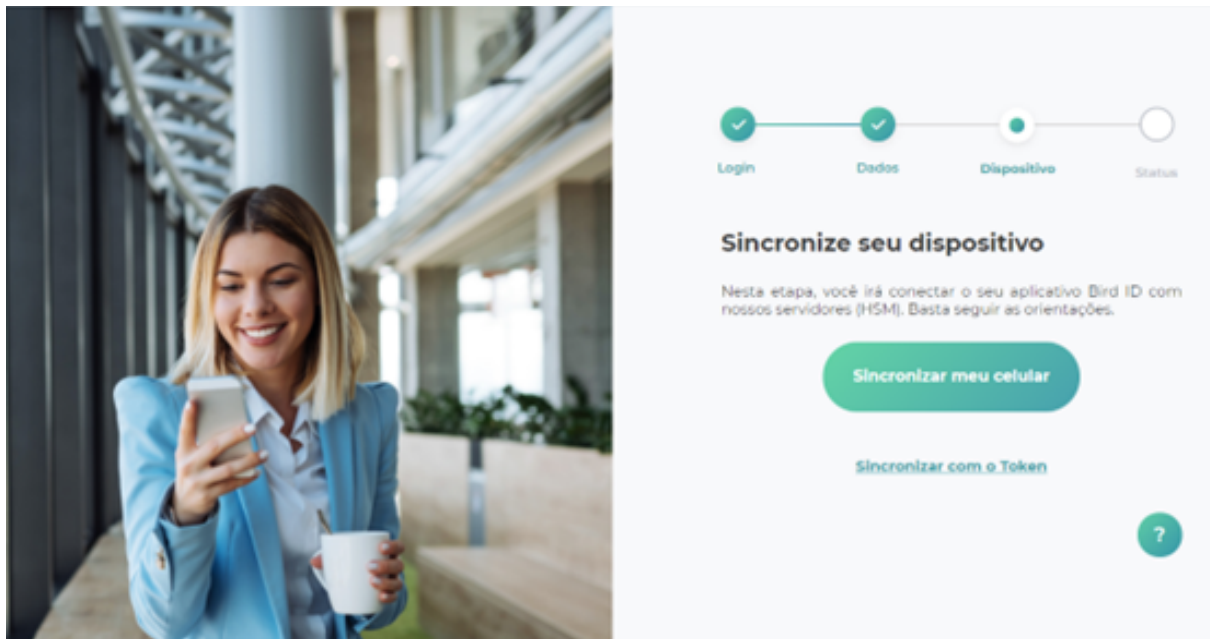 Login
Dados
Dispositivo
Status
Sincronize seu dispositivo
Nesta etapa, você irá conectar o seu aplicativo Bird ID com
nossos servidores (HSM). Basta seguir as orientações.
Sincronizar meu celular
Sincronizar com o Token
?